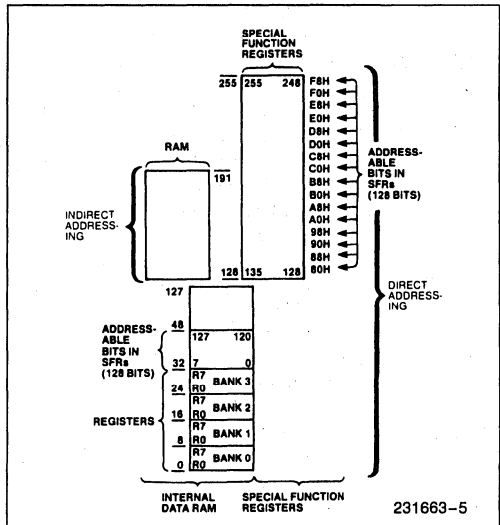 SPECIAL
FUNCTION
REGISTERS
255
255 248
F8H
F0H
E8H
E0H
D8H
D0H
C8H
C0H
B8H
B0H
A8H
A0H
98H
90H
88H
80H
ADDRESS-
ABLE
BITS IN
SFRs
(128 BITS)
RAM
191
INDIRECT
ADDRESS-
ING
128
135 128
DIRECT
ADDRESS-
ING
127
48
ADDRESS-
ABLE
BITS IN
SFRs
(128 BITS)
127 120
32
7 0
R7
R0
BANK 3
24
R7
R0
BANK 2
16
REGISTERS
R7
R0
BANK 1
8
R7
R0
BANK 0
0
INTERNAL
DATA RAM
SPECIAL FUNCTION
REGISTERS
231663-5